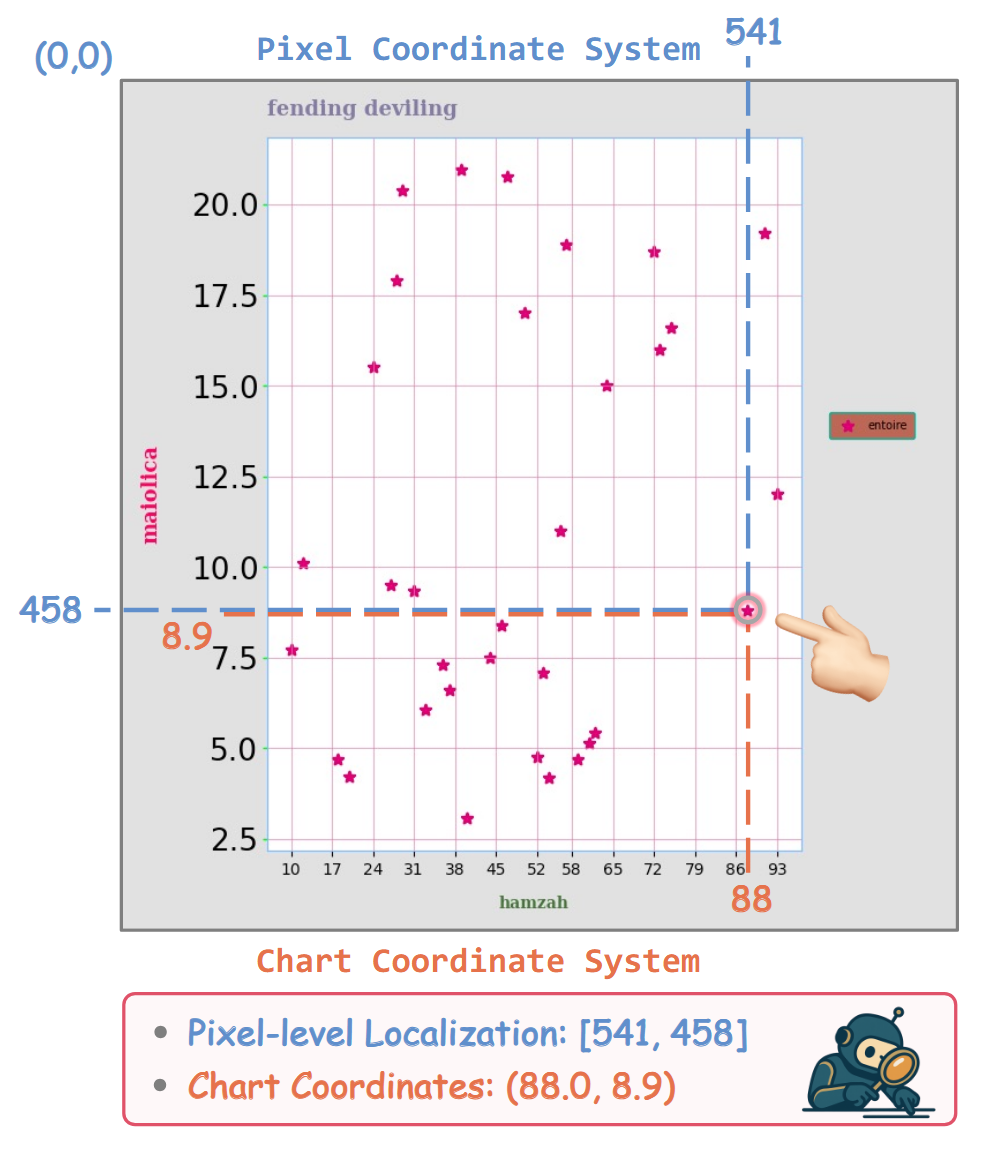 541
(0,0)
Pixel Coordinate System
fending deviling
20.0
17.5
15.0
entoire
12.5
maiolica
10.0
458
8.9
7.5
5.0
2.5
10 17 24 31 38 45 52 58 65 72 79 86 93
88
hamzah
Chart Coordinate System
• Pixel-level Localization: [541, 458]
• Chart Coordinates: (88.0, 8.9)